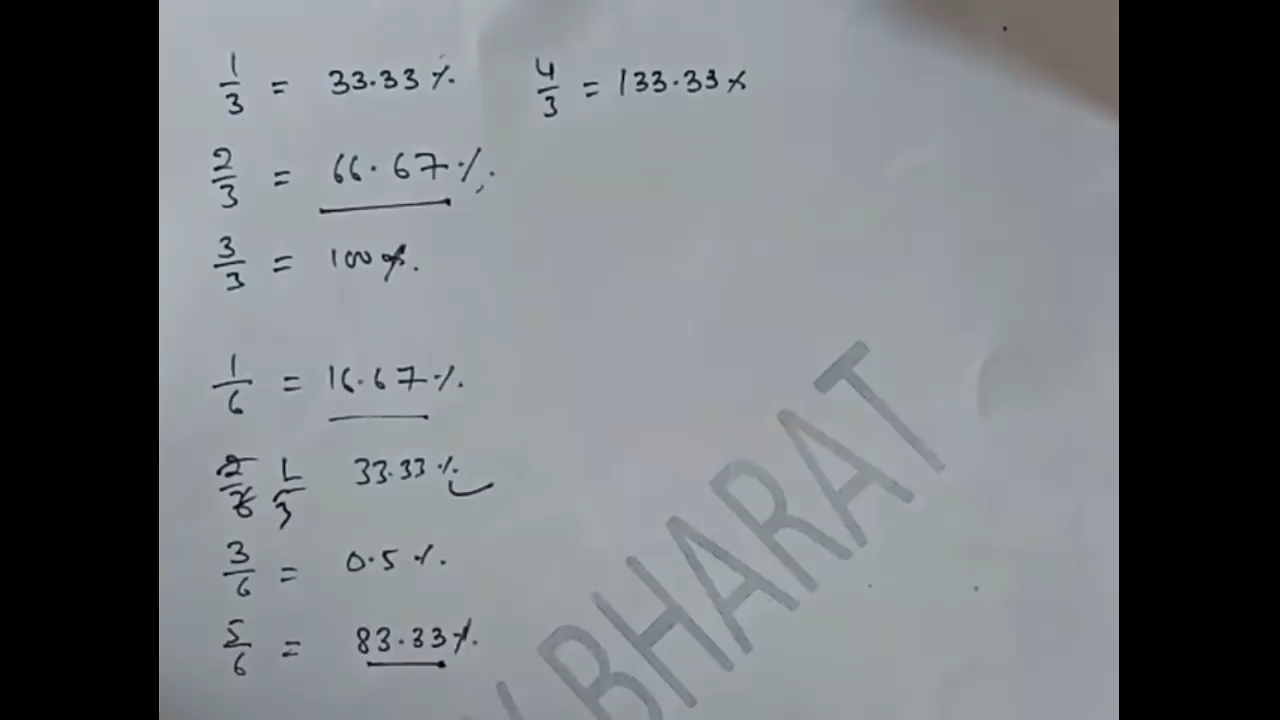 1/3 = 33.33% 4/3 = 133.33%
2/3 = 66.67%
3/3 = 100%
1/6 = 16.67%
2/6 1/3 33.33%
3/6 = 0.5%
5/6 = 83.33%
BHARAT